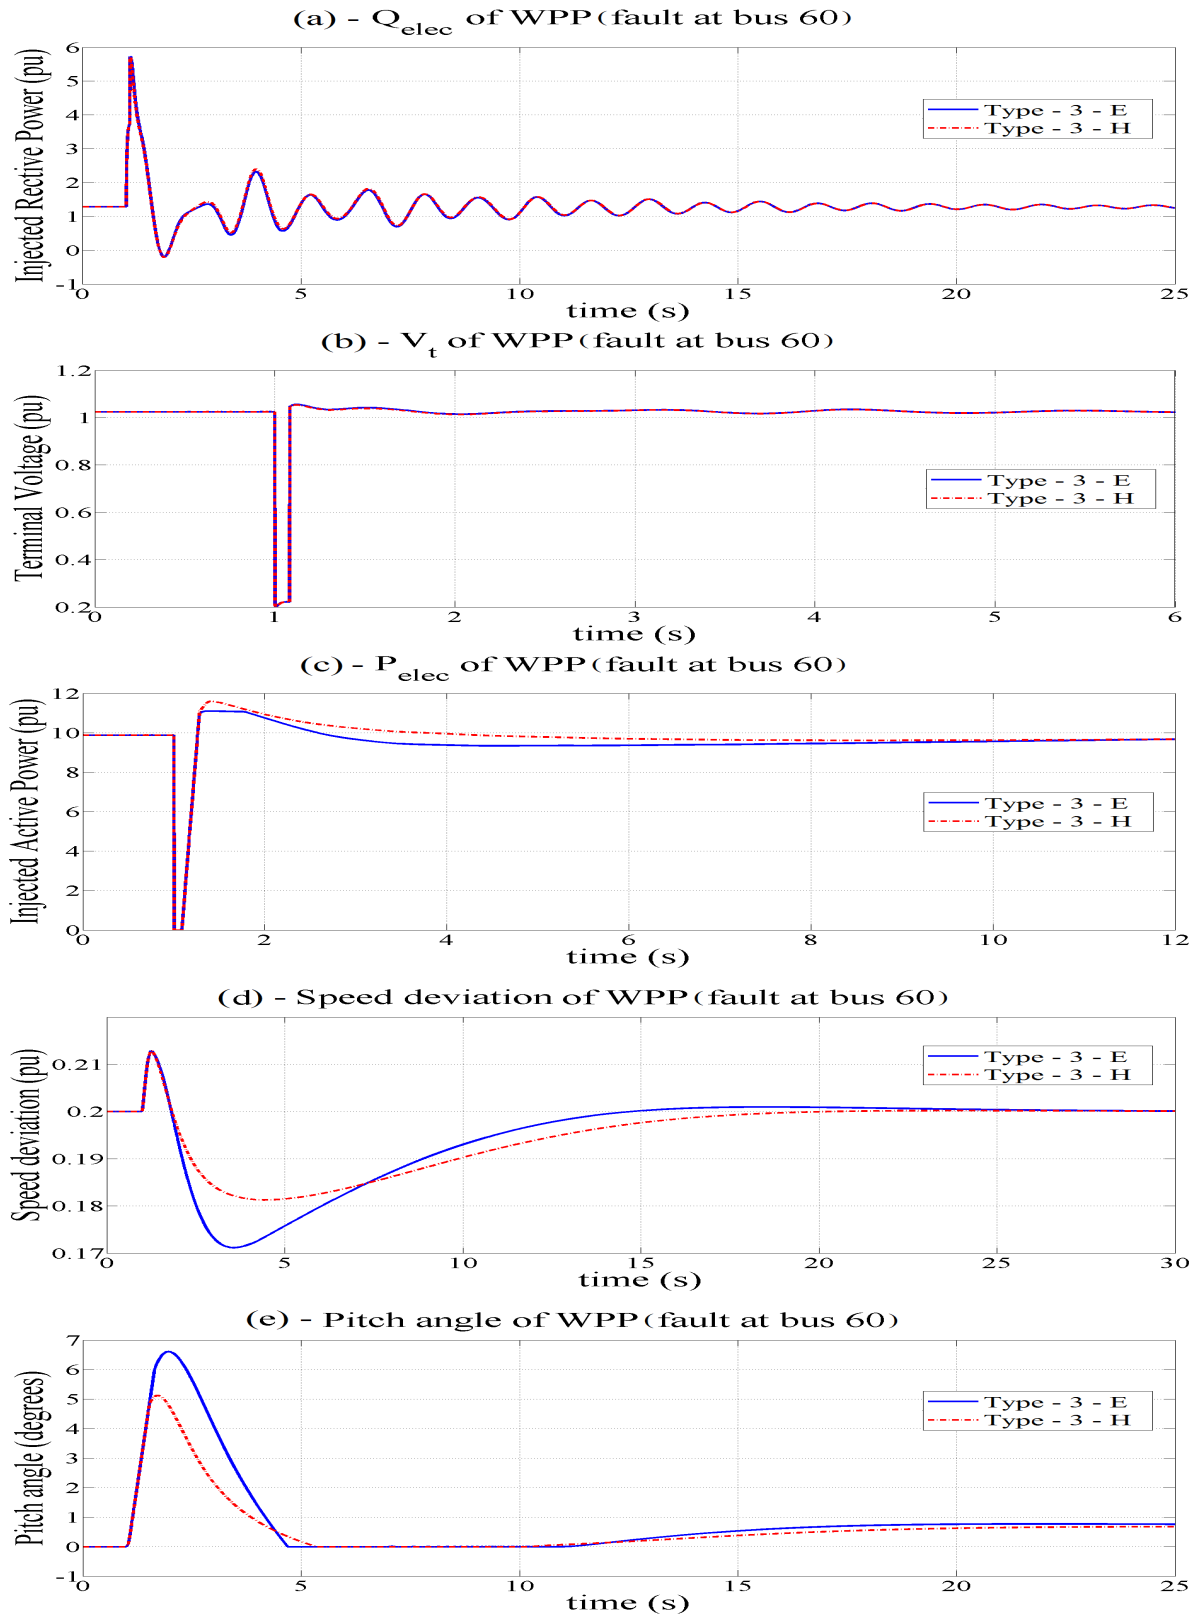 (a) - Qelec of WPP(fault at bus 60)
Injected Rective Power (pu)
6
5
4
3
2
1
0
-1
Type - 3 - E
Type - 3 - H
0 5 10 15 20 25
time (s)
(b) - Vt of WPP(fault at bus 60)
Terminal Voltage (pu)
1.2
1
0.8
0.6
0.4
0.2
Type - 3 - E
Type - 3 - H
0 1 2 3 4 5 6
time (s)
(c) - Pelec of WPP(fault at bus 60)
Injected Active Power (pu)
12
10
8
6
4
2
0
Type - 3 - E
Type - 3 - H
0 2 4 6 8 10 12
time (s)
(d) - Speed deviation of WPP(fault at bus 60)
Speed deviation (pu)
0.21
0.2
0.19
0.18
0.17
Type - 3 - E
Type - 3 - H
0 5 10 15 20 25 30
time (s)
(e) - Pitch angle of WPP(fault at bus 60)
Pitch angle (degrees)
7
6
5
4
3
2
1
0
-1
Type - 3 - E
Type - 3 - H
0 5 10 15 20 25
time (s)